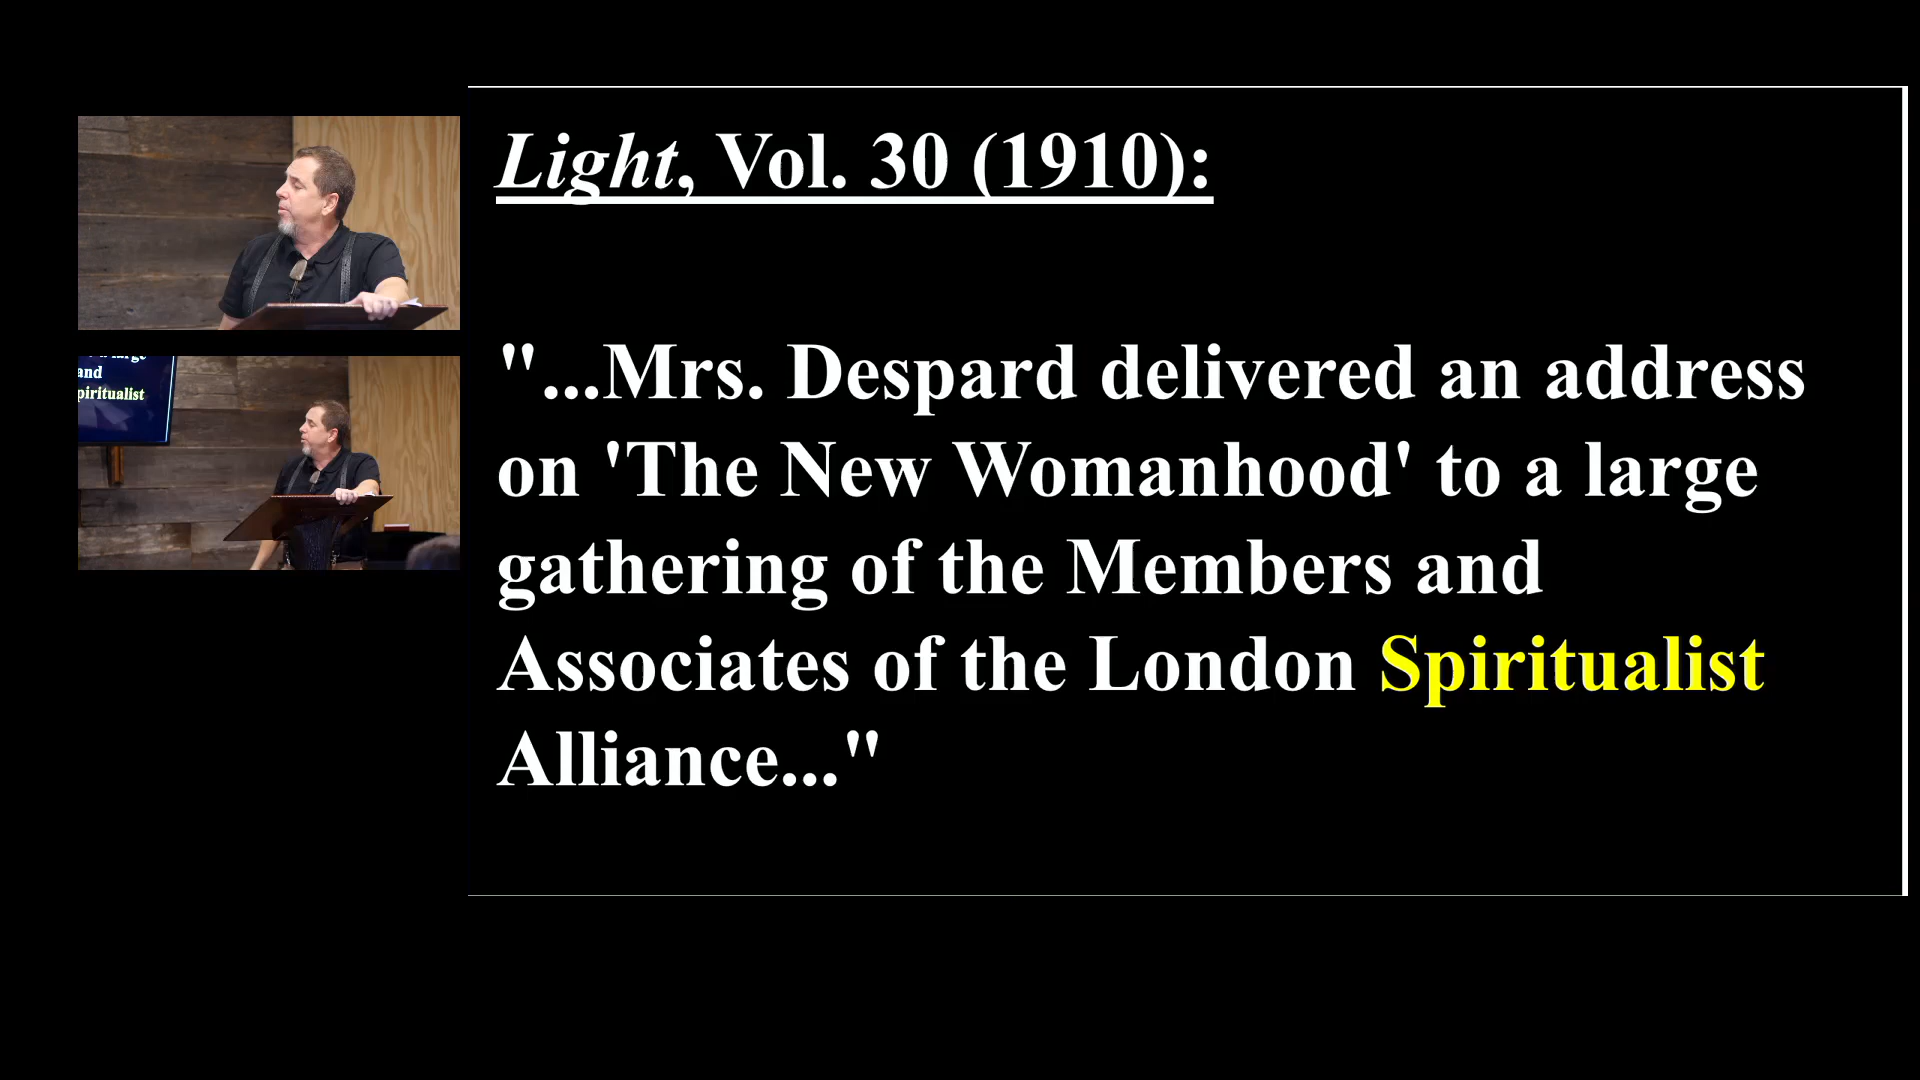 Light, Vol. 30 (1910):
"...Mrs. Despard delivered an address
on 'The New Womanhood' to a large
gathering of the Members and
Associates of the London Spiritualist
Alliance..."
and
piritualist